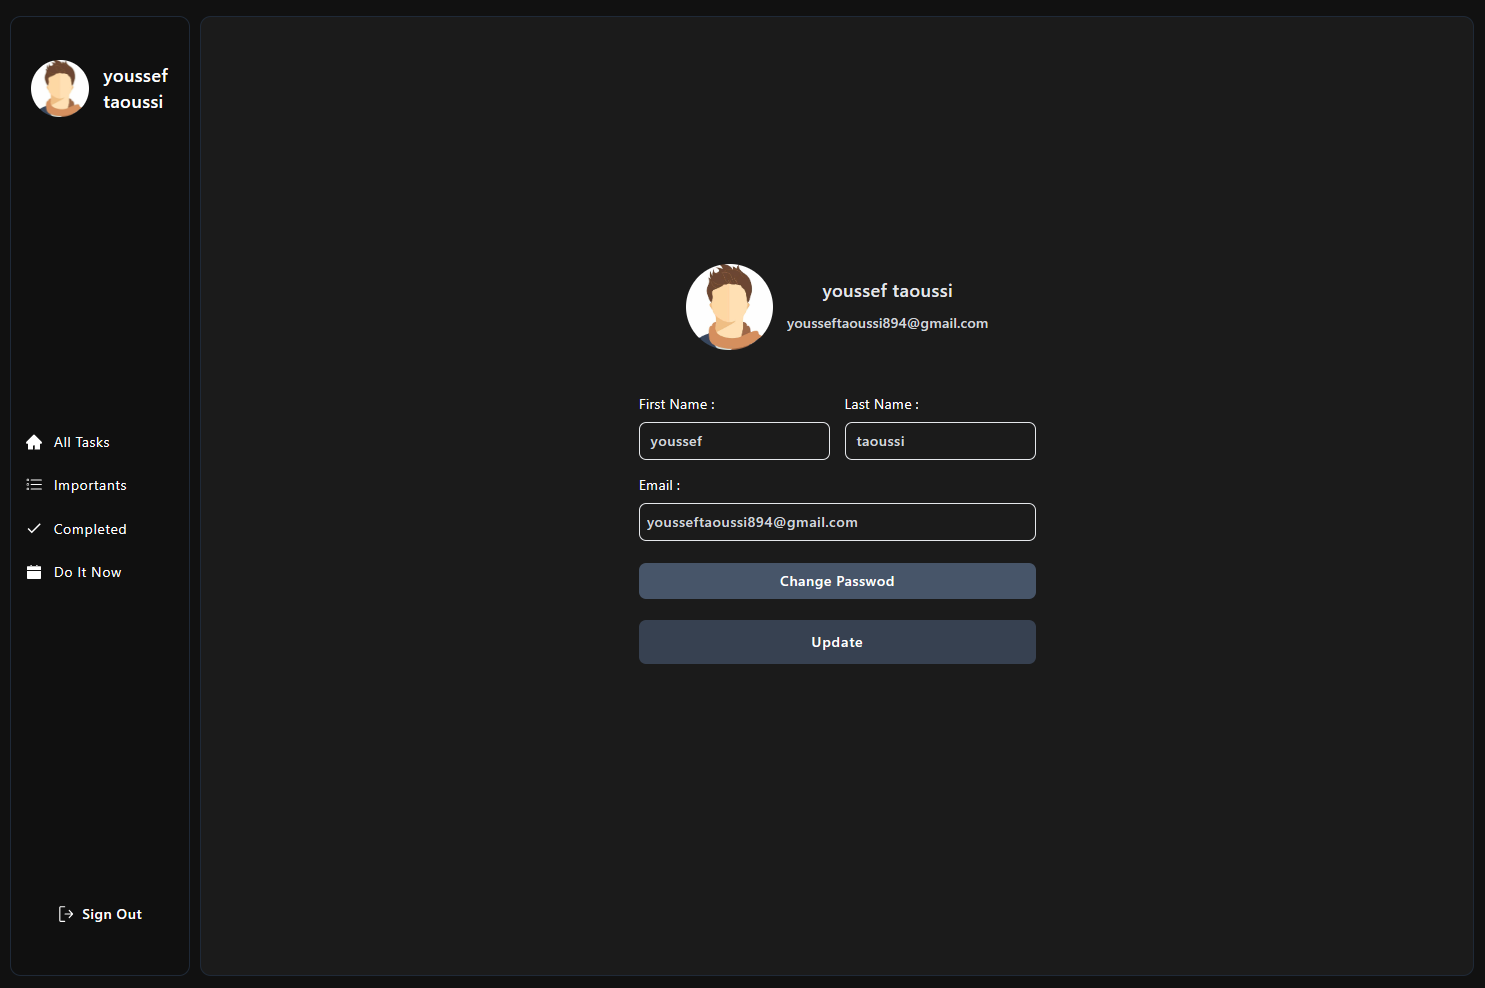 youssef
taoussi
All Tasks
Importants
Completed
Do It Now
Sign Out
youssef taoussi
yousseftaoussi894@gmail.com
First Name :
Last Name :
youssef
taoussi
Email :
yousseftaoussi894@gmail.com
Change Passwod
Update